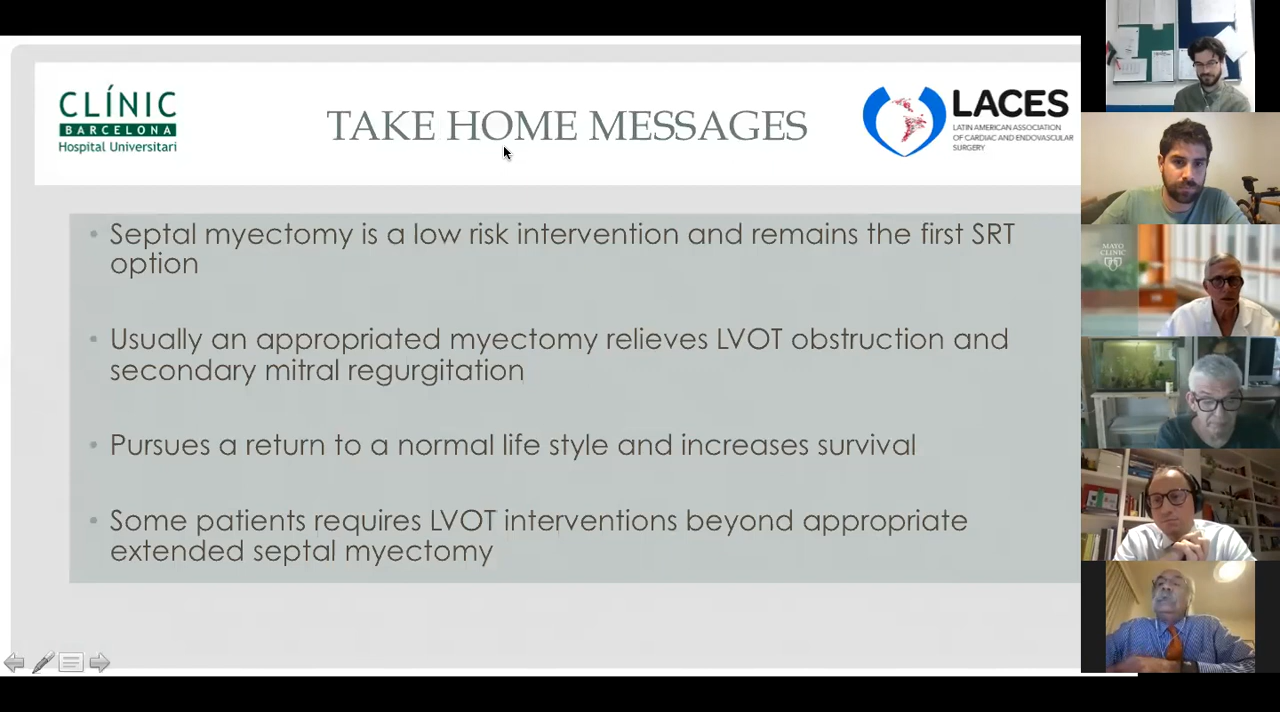 CLÍNIC
BARCELONA
Hospital Universitari
TAKE HOME MESSAGES
LACES
LATIN AMERICAN ASSOCIATION
OF CARDIAC AND ENDOVASCULAR
SURGERY
• Septal myectomy is a low risk intervention and remains the first SRT
option
• Usually an appropriated myectomy relieves LVOT obstruction and
secondary mitral regurgitation
• Pursues a return to a normal life style and increases survival
• Some patients requires LVOT interventions beyond appropriate
extended septal myectomy
MAYO
CLINIC